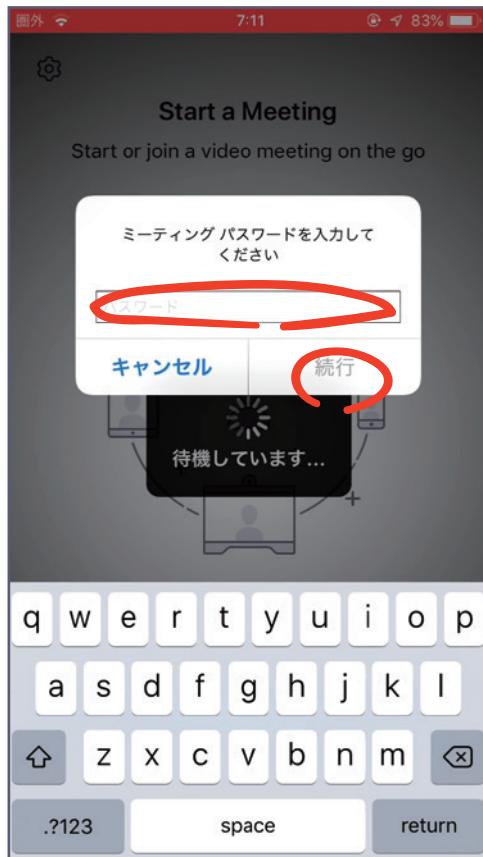 圏外 7:11 83%
Start a Meeting
Start or join a video meeting on the go
ミーティング パスワードを入力して
ください
パスワード
キャンセル 続行
待機しています...
q w e r t y u i o p
a s d f g h j k l
z x c v b n m
.?123 space return